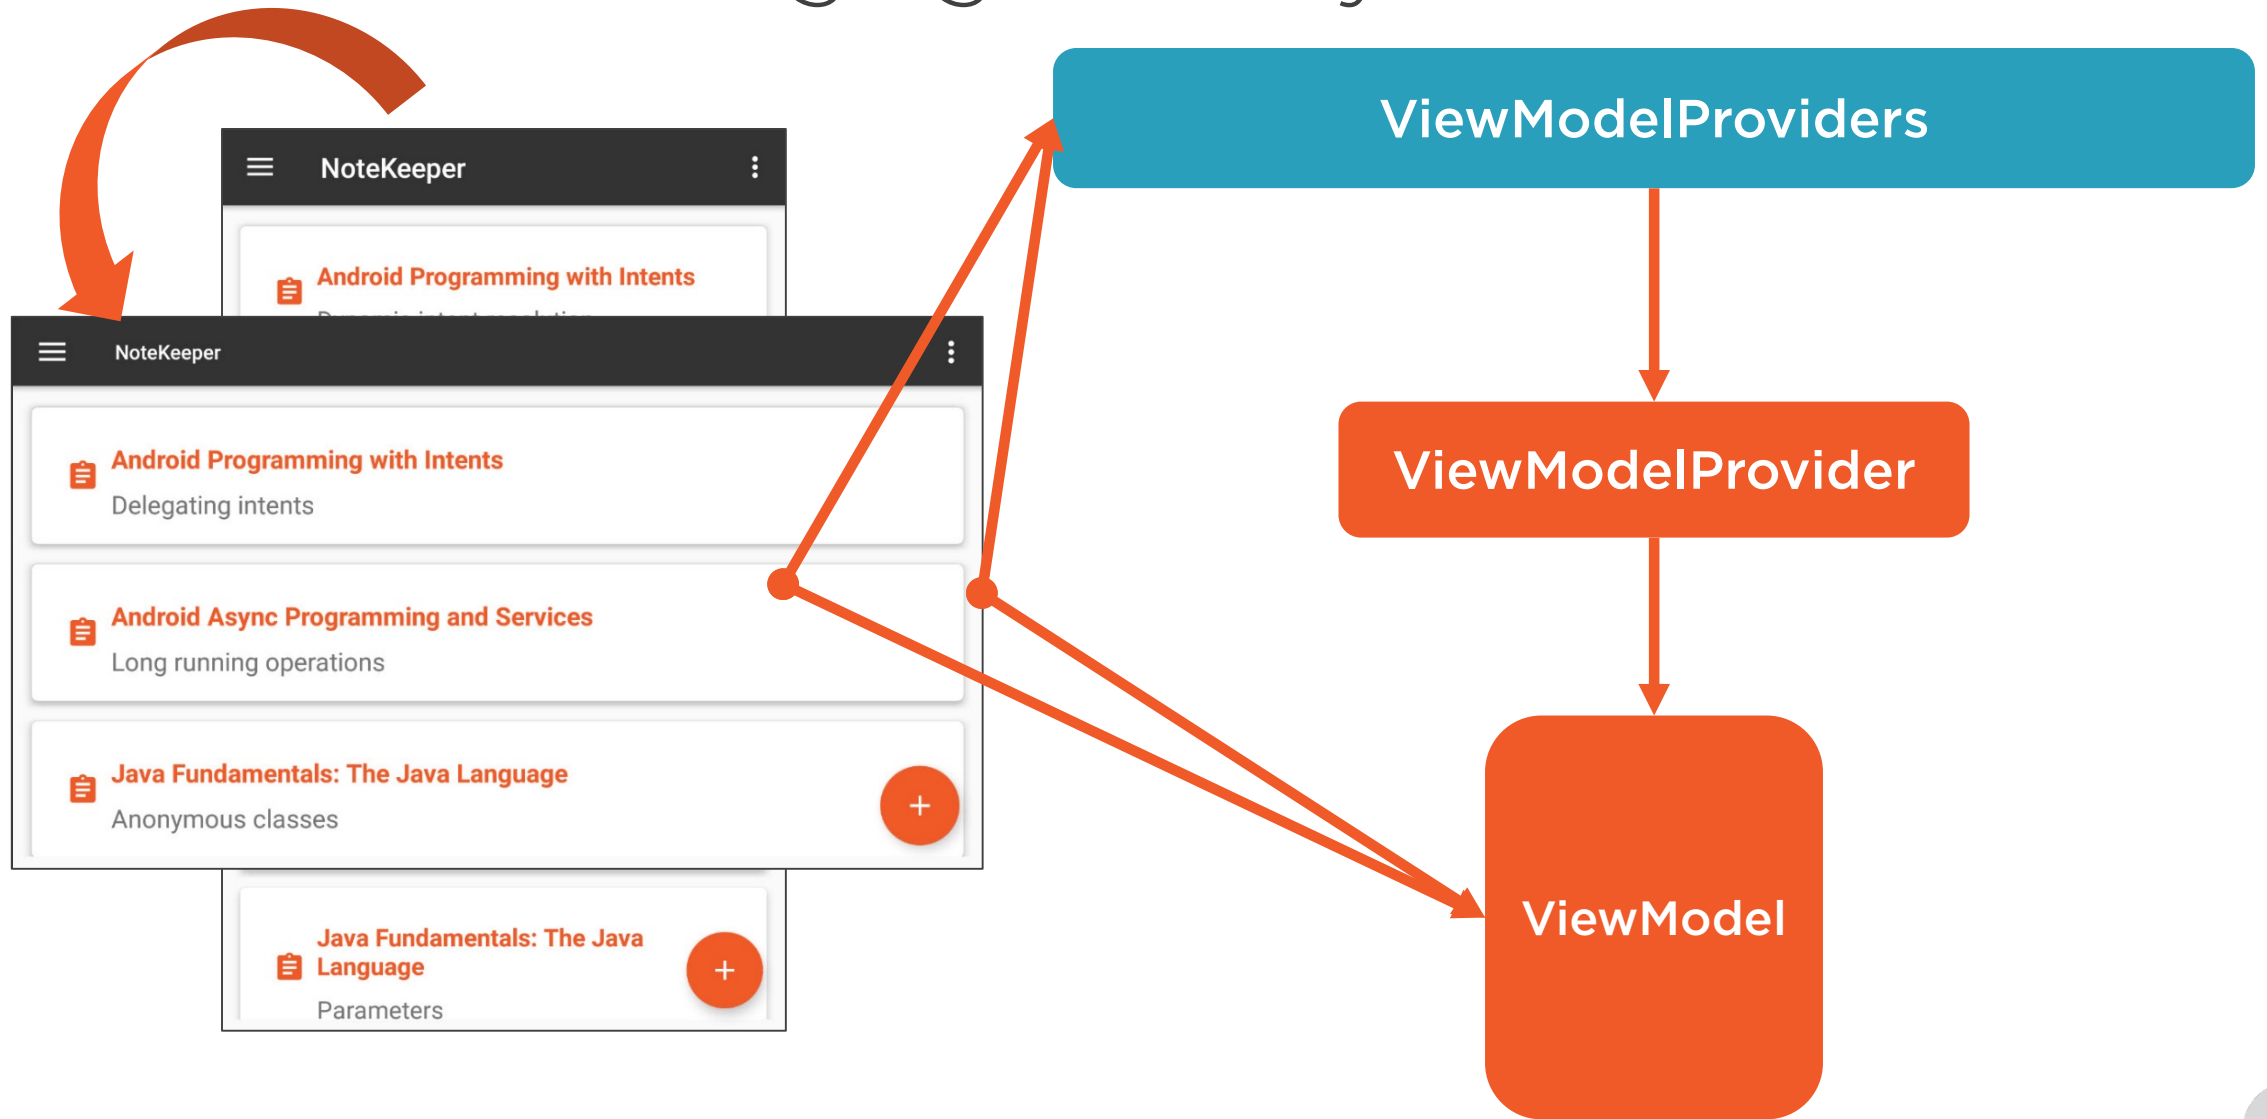 NoteKeeper
Android Programming with Intents
NoteKeeper
Android Programming with Intents
Delegating intents
Android Async Programming and Services
Long running operations
Java Fundamentals: The Java Language
Anonymous classes
Java Fundamentals: The Java
Language
Parameters
ViewModelProviders
ViewModelProvider
ViewModel